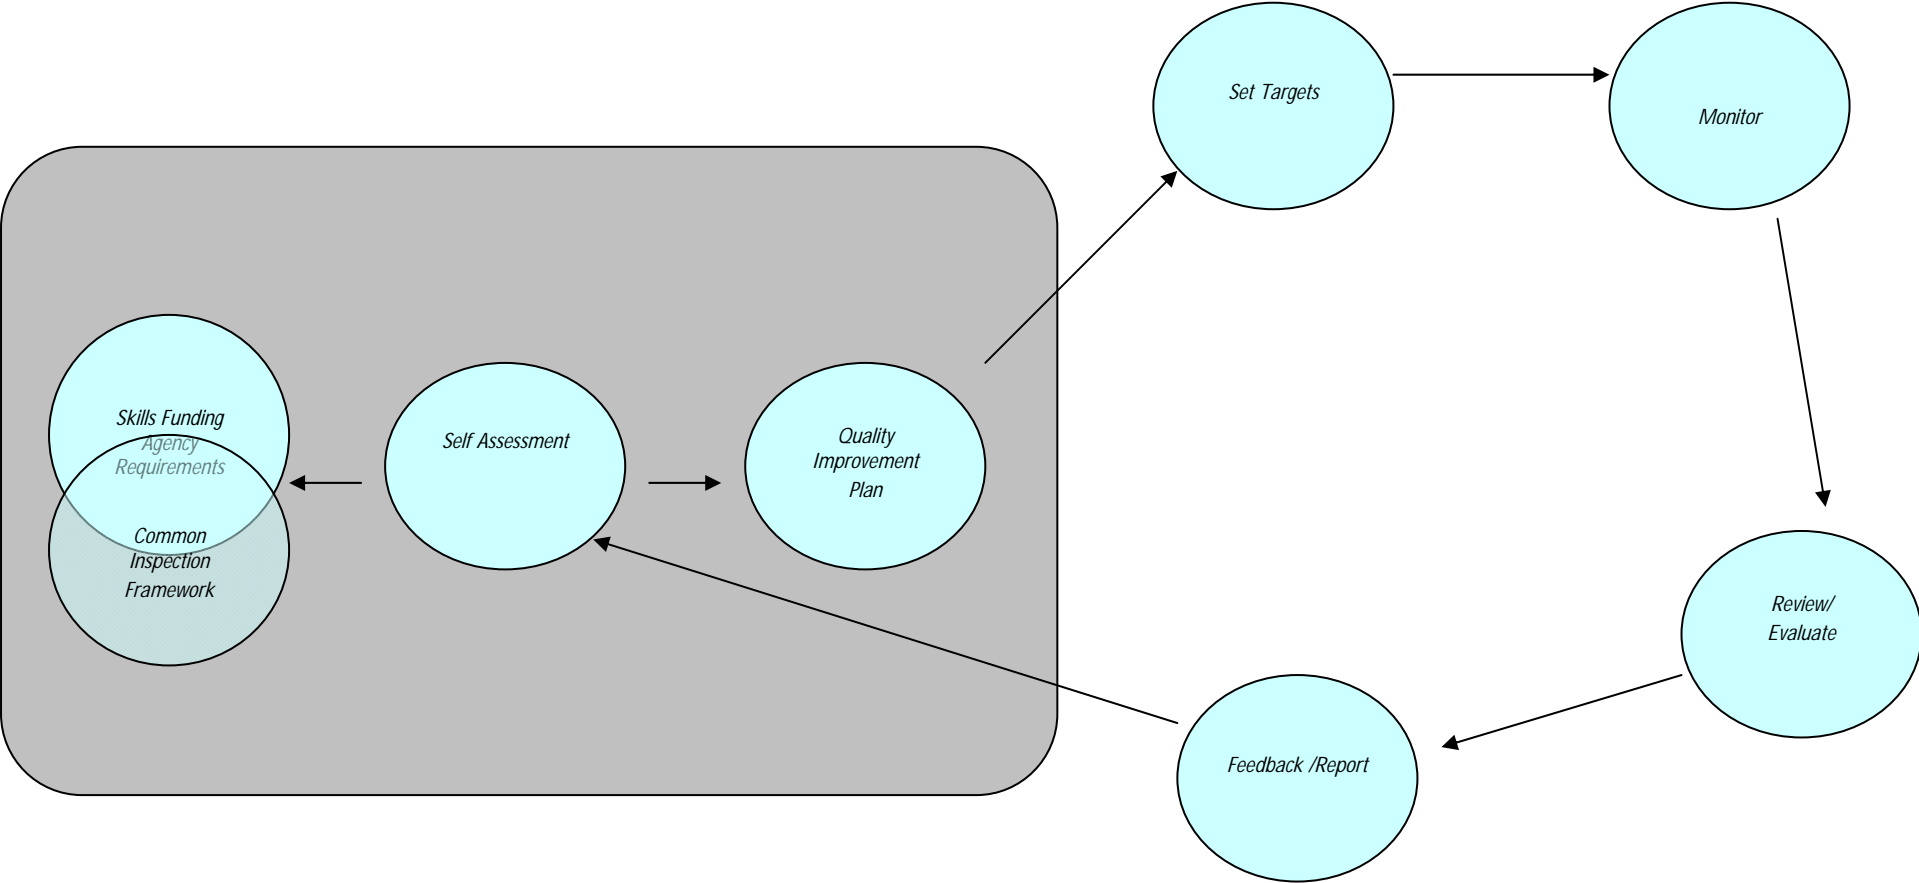 Set Targets
Monitor
Skills Funding
Agency
Requirements
Common
Inspection
Framework
Self Assessment
Quality
Improvement
Plan
Review/
Evaluate
Feedback /Report